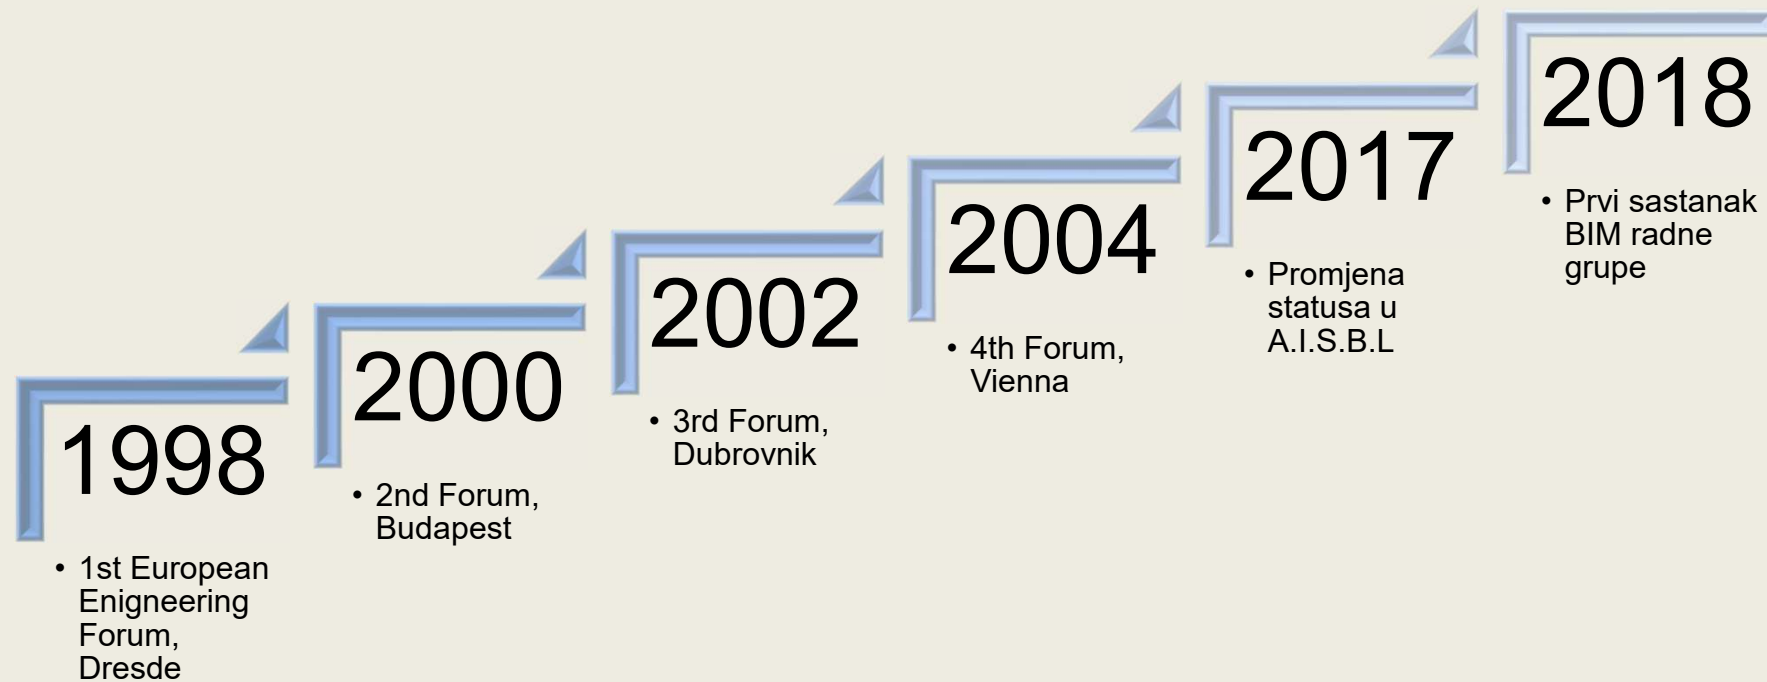 1998
• 1st European
Enigneering
Forum,
Dresde
2000
• 2nd Forum,
Budapest
2002
• 3rd Forum,
Dubrovnik
2004
• 4th Forum,
Vienna
2017
• Promjena
statusa u
A.I.S.B.L
2018
• Prvi sastanak
BIM radne
grupe